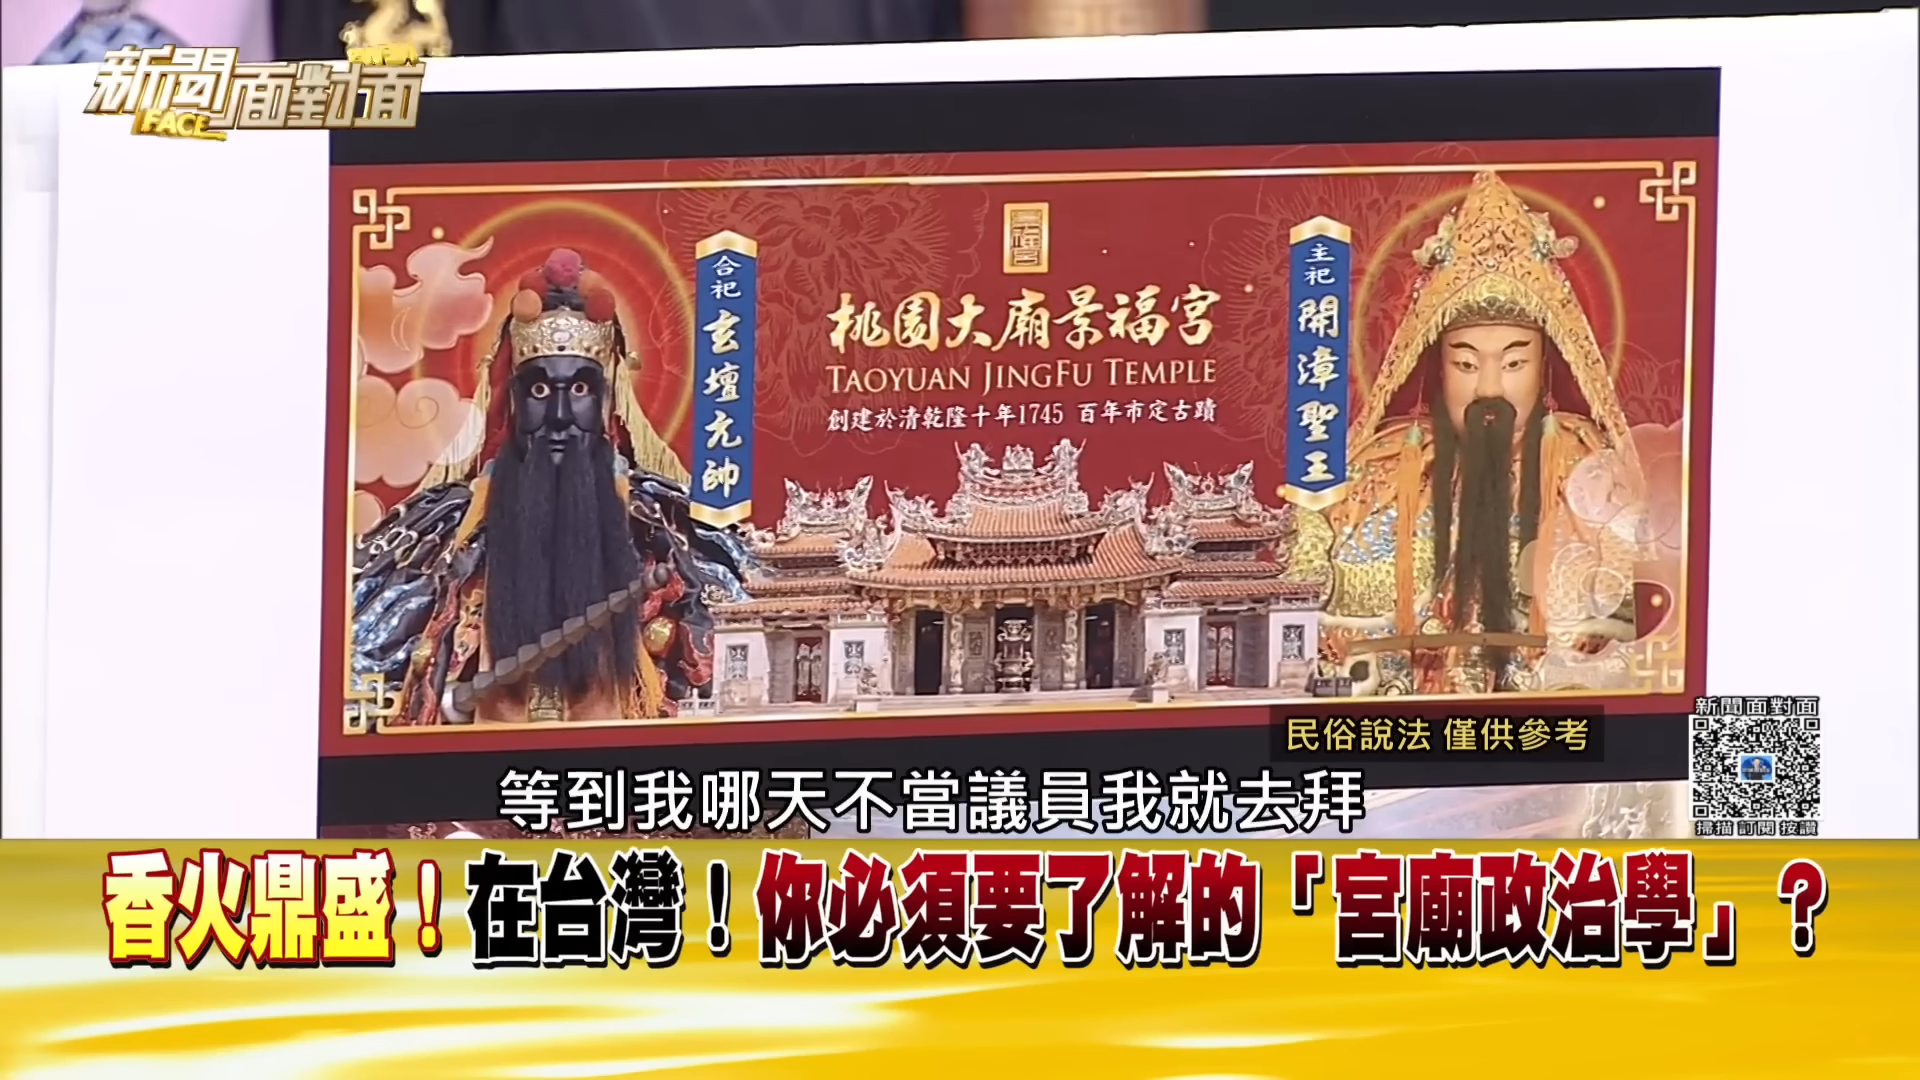 新聞面對面
FACE
合祀 玄壇元帥
景福宮
桃園大廟景福宮
TAOYUAN JINGFU TEMPLE
創建於清乾隆十年1745 百年市定古蹟
主祀 開漳聖王
民俗說法 僅供參考
新聞面對面
掃描 訂閱 按讚
等到我哪天不當議員我就去拜
香火鼎盛！在台灣！你必須要了解的「宮廟政治學」？